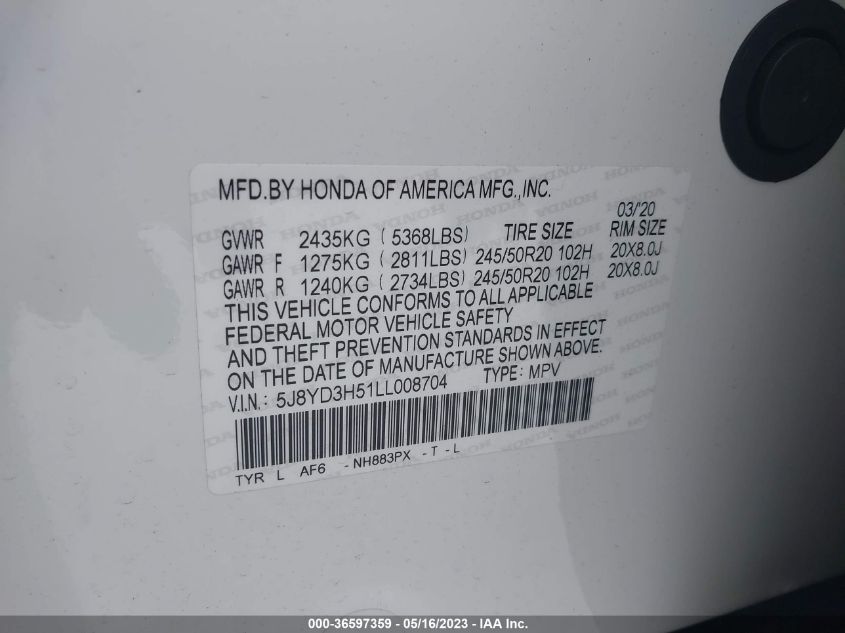 MFD.BY HONDA OF AMERICA MFG.,INC.
03/20
GVWR 2435KG ( 5368LBS) TIRE SIZE RIM SIZE
GAWR F 1275KG ( 2811LBS) 245/50R20 102H 20X8.0J
GAWR R 1240KG ( 2734LBS) 245/50R20 102H 20X8.0J
THIS VEHICLE CONFORMS TO ALL APPLICABLE
FEDERAL MOTOR VEHICLE SAFETY
AND THEFT PREVENTION STANDARDS IN EFFECT
ON THE DATE OF MANUFACTURE SHOWN ABOVE.
V.I.N.: 5J8YD3H51LL008704 TYPE: MPV
TYR L AF6 -NH883PX -T -L
000-36597359 - 05/16/2023 - IAA Inc.